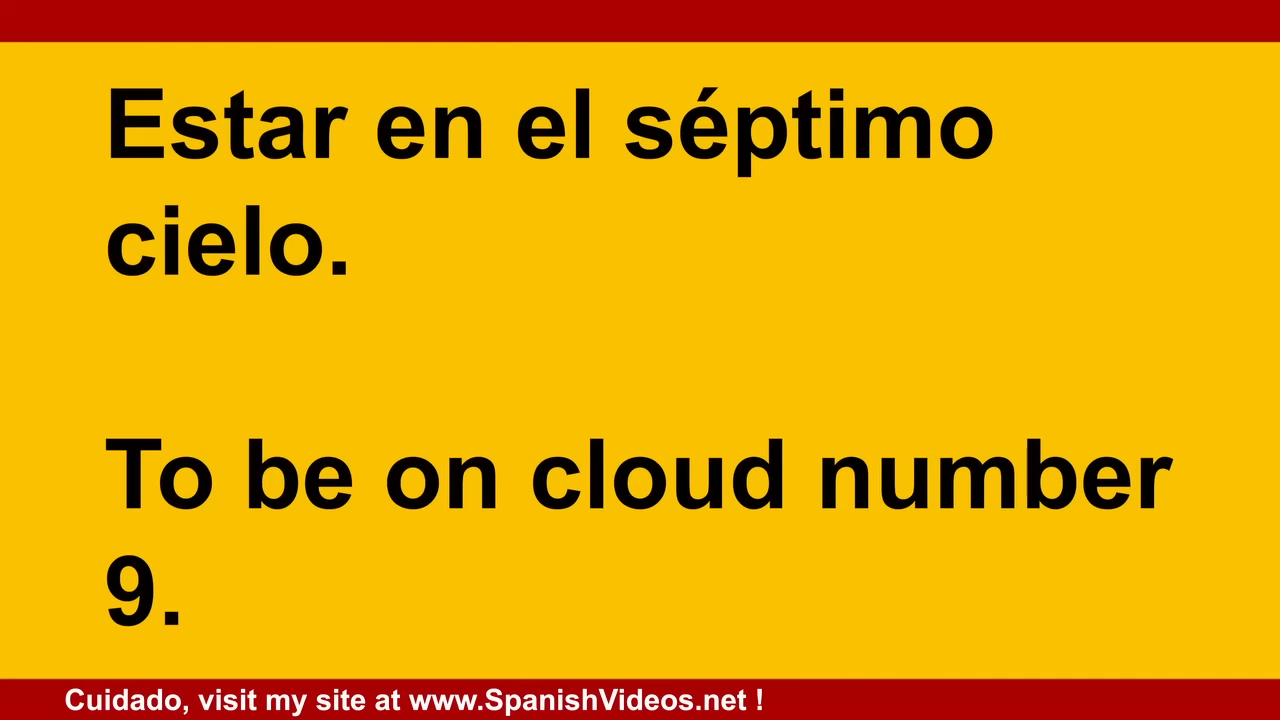 Estar en el séptimo
cielo.
To be on cloud number
9.
Cuidado, visit my site at www.SpanishVideos.net !